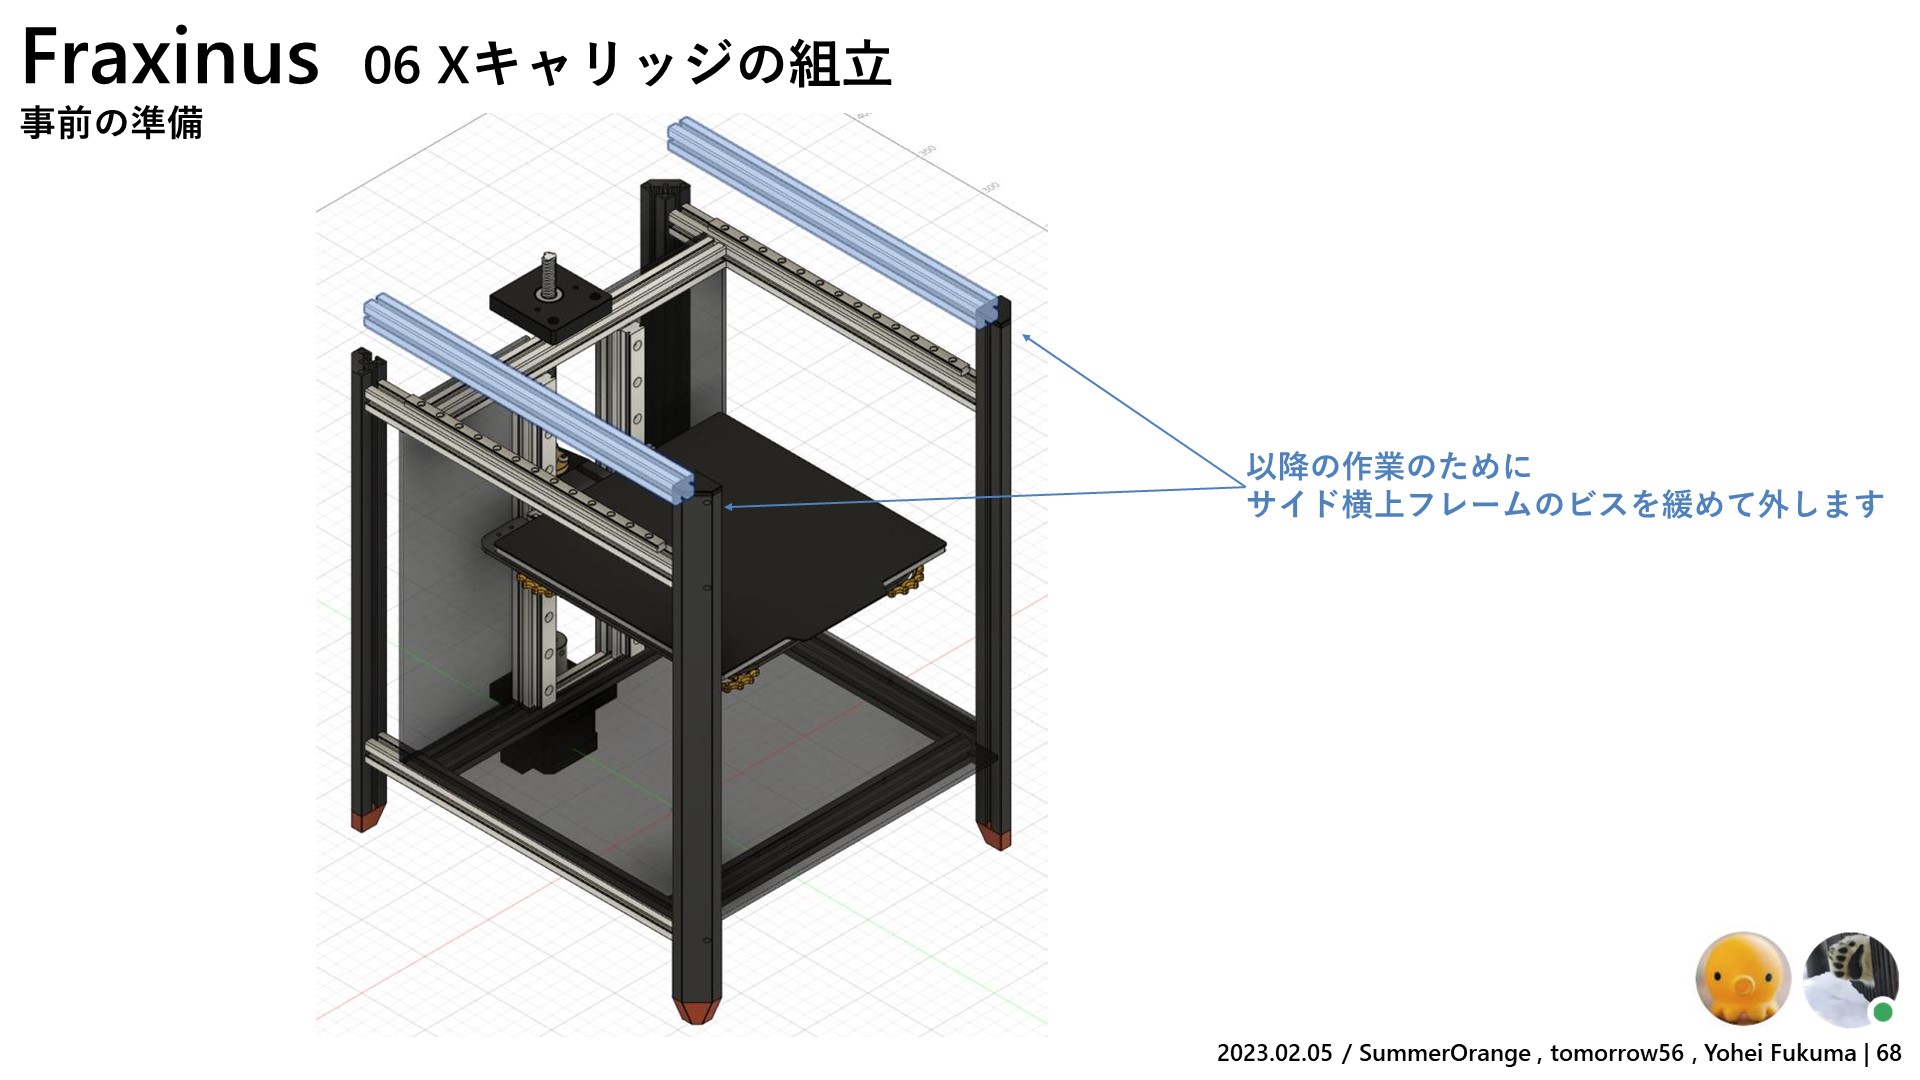 Fraxinus 06 Xキャリッジの組立
事前の準備
350
300
以降の作業のために
サイド横上フレームのビスを緩めて外します
2023.02.05 / SummerOrange , tomorrow56 , Yohei Fukuma | 68